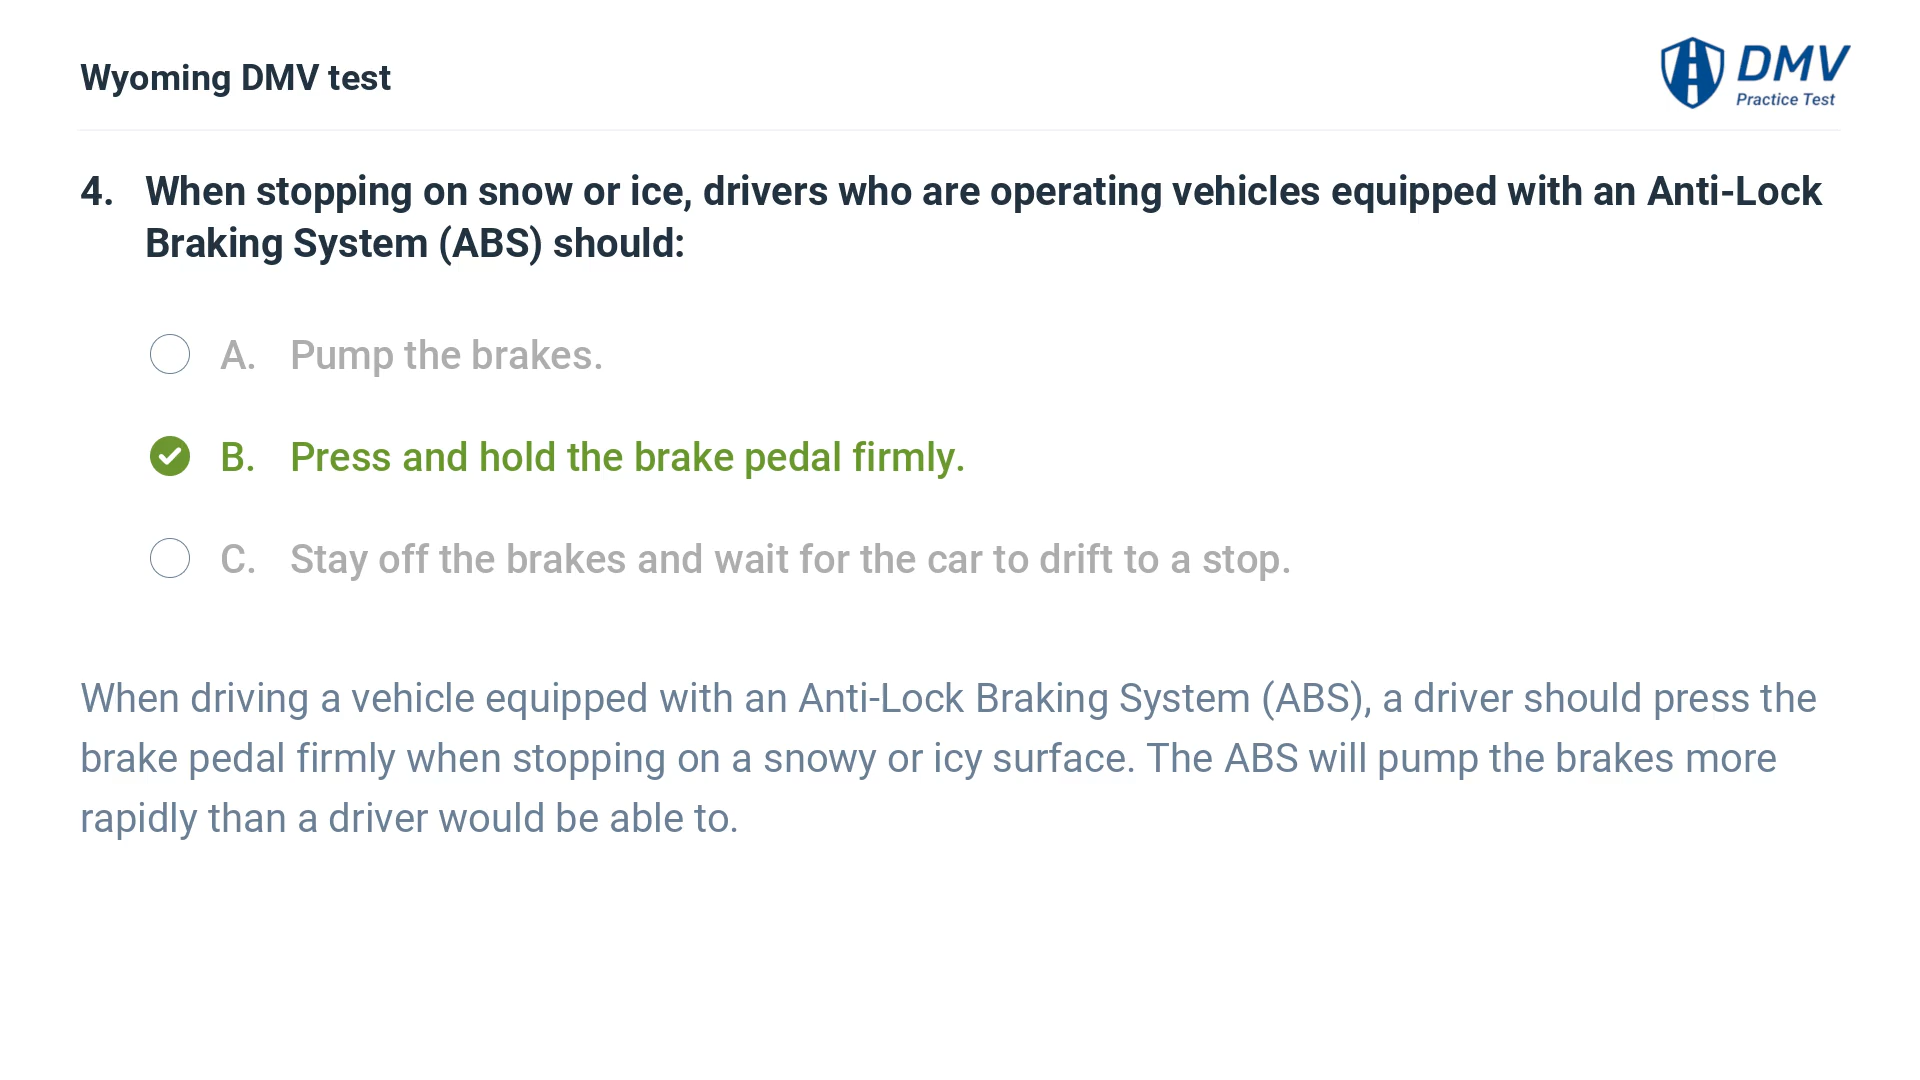 Wyoming DMV test
DMV
Practice Test
4. When stopping on snow or ice, drivers who are operating vehicles equipped with an Anti-Lock
Braking System (ABS) should:
A. Pump the brakes.
B. Press and hold the brake pedal firmly.
C. Stay off the brakes and wait for the car to drift to a stop.
When driving a vehicle equipped with an Anti-Lock Braking System (ABS), a driver should press the
brake pedal firmly when stopping on a snowy or icy surface. The ABS will pump the brakes more
rapidly than a driver would be able to.